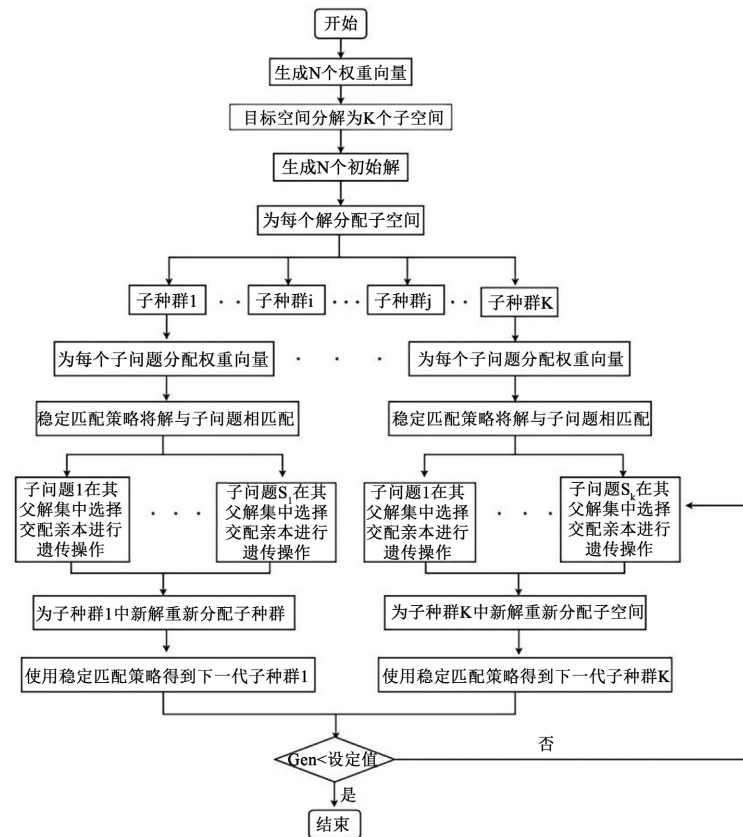 开始
生成N个权重向量
目标空间分解为K个子空间
生成N个初始解
为每个解分配子空间
子种群1 · · 子种群i · · · 子种群j · · 子种群K
为每个子问题分配权重向量 · · · 为每个子问题分配权重向量
稳定匹配策略将解与子问题相匹配
稳定匹配策略将解与子问题相匹配
子问题1在其
父解集中选择
交配亲本进行
遗传操作
· · ·
子问题S1在其
父解集中选择
交配亲本进行
遗传操作
· · ·
子问题1在其
父解集中选择
交配亲本进行
遗传操作
· · ·
子问题Sk在其
父解集中选择
交配亲本进行
遗传操作
为子种群1中新解重新分配子种群
为子种群K中新解重新分配子空间
使用稳定匹配策略得到下一代子种群1
使用稳定匹配策略得到下一代子种群K
Gen<设定值
否
是
结束